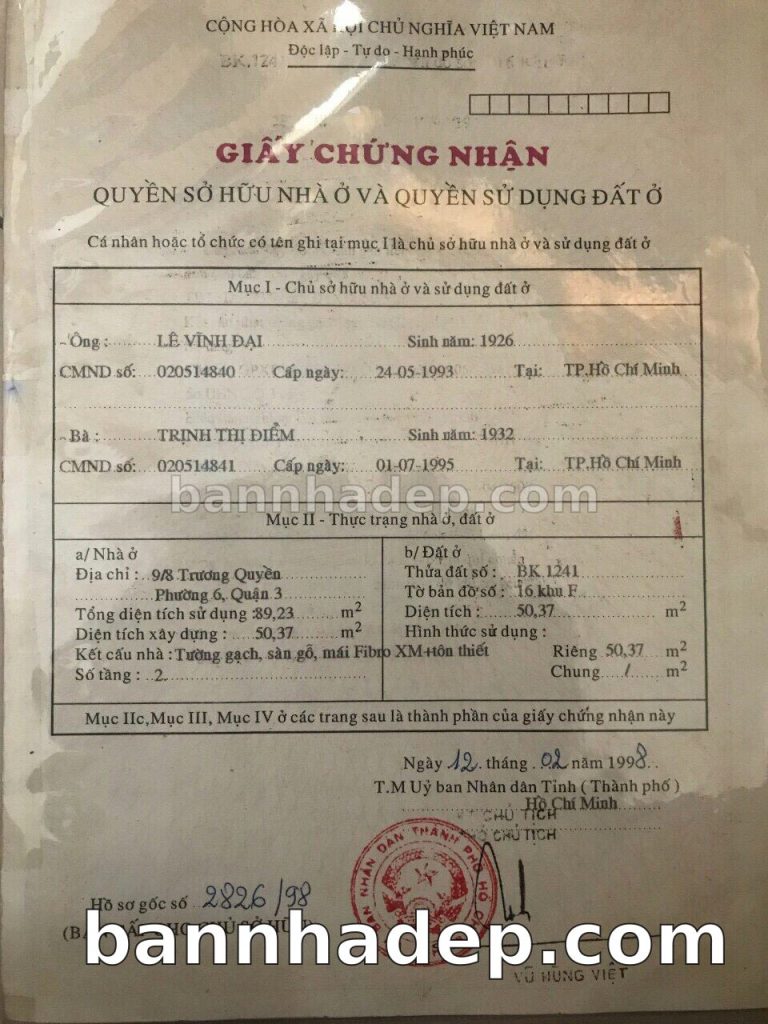 CỘNG HÒA XÃ HỘI CHỦ NGHĨA VIỆT NAM
Độc lập - Tự do - Hạnh phúc
GIẤY CHỨNG NHẬN
QUYỀN SỞ HỮU NHÀ Ở VÀ QUYỀN SỬ DỤNG ĐẤT Ở
Cá nhân hoặc tổ chức có tên ghi tại mục I là chủ sở hữu nhà ở và sử dụng đất ở
Mục I - Chủ sở hữu nhà ở và sử dụng đất ở
Ông: LÊ VĨNH ĐẠI Sinh năm: 1926
CMND số: 020514840 Cấp ngày: 24-05-1993 Tại: TP.Hồ Chí Minh
Bà: TRỊNH THỊ ĐIỂM Sinh năm: 1932
CMND số: 020514841 Cấp ngày: 01-07-1995 Tại: TP.Hồ Chí Minh
bannhadep.com
Mục II - Thực trạng nhà ở, đất ở
a/ Nhà ở
Địa chỉ : 9/8 Trương Quyền
Phường 6, Quận 3
Tổng diện tích sử dụng : 89,23 m2
Diện tích xây dựng : 50,37 m2
Kết cấu nhà : Tường gạch, sàn gỗ, mái Fibro XM+tôn thiết
Số tầng : 2
b/ Đất ở
Thửa đất số : BK 1241
Tờ bản đồ số : 16 khu F
Diện tích : 50,37 m2
Hình thức sử dụng :
Riêng 50,37 m2
Chung / m2
Mục IIc,Mục III, Mục IV ở các trang sau là thành phần của giấy chứng nhận này
Ngày 12 tháng 02 năm 1998
T.M Uỷ ban Nhân dân Tỉnh ( Thành phố )
Hồ Chí Minh
KT CHỦ TỊCH
PHÓ CHỦ TỊCH
Hồ sơ gốc số 2826/98
bannhadep.com
VŨ HÙNG VIỆT